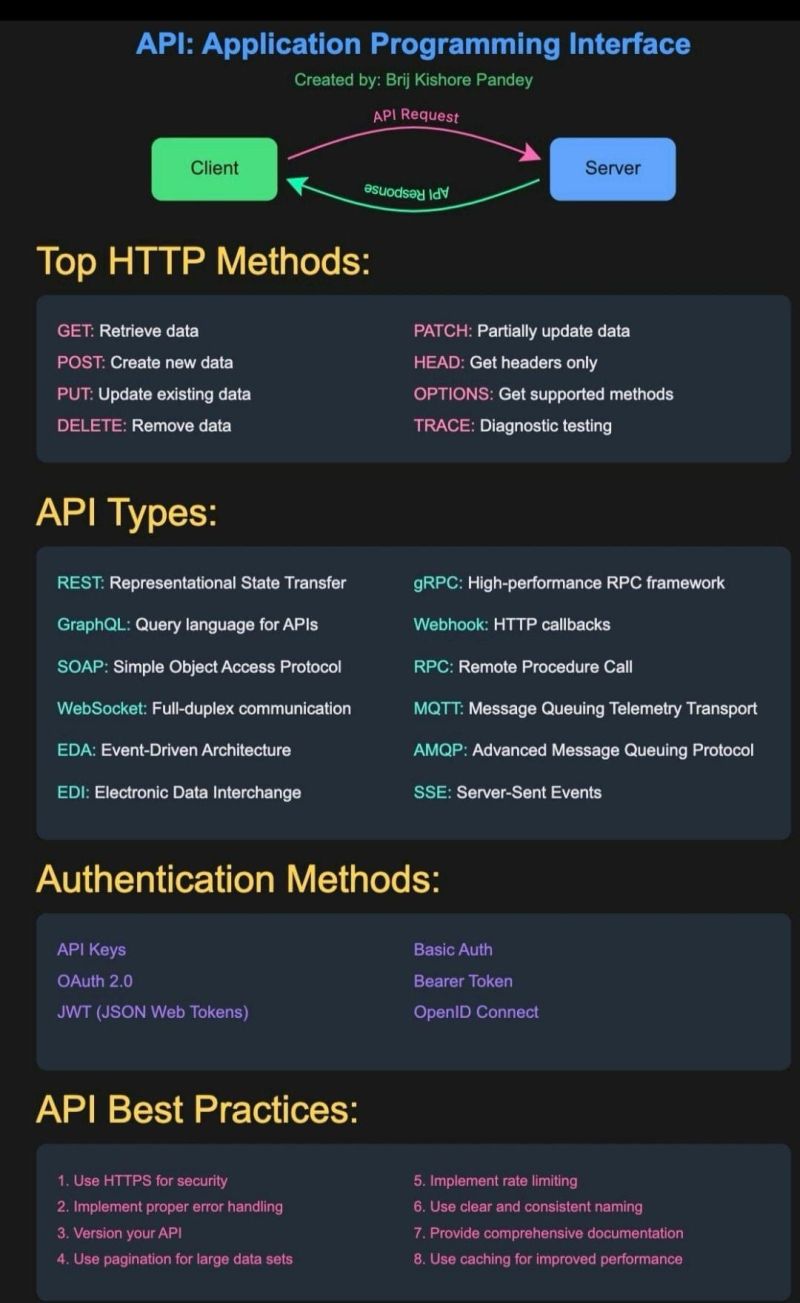 API: Application Programming Interface
Created by: Brij Kishore Pandey
API Request
Client
Server
API Response
Top HTTP Methods:
GET: Retrieve data
POST: Create new data
PUT: Update existing data
DELETE: Remove data
PATCH: Partially update data
HEAD: Get headers only
OPTIONS: Get supported methods
TRACE: Diagnostic testing
API Types:
REST: Representational State Transfer
GraphQL: Query language for APIs
SOAP: Simple Object Access Protocol
WebSocket: Full-duplex communication
EDA: Event-Driven Architecture
EDI: Electronic Data Interchange
gRPC: High-performance RPC framework
Webhook: HTTP callbacks
RPC: Remote Procedure Call
MQTT: Message Queuing Telemetry Transport
AMQP: Advanced Message Queuing Protocol
SSE: Server-Sent Events
Authentication Methods:
API Keys
OAuth 2.0
JWT (JSON Web Tokens)
Basic Auth
Bearer Token
OpenID Connect
API Best Practices:
1. Use HTTPS for security
2. Implement proper error handling
3. Version your API
4. Use pagination for large data sets
5. Implement rate limiting
6. Use clear and consistent naming
7. Provide comprehensive documentation
8. Use caching for improved performance